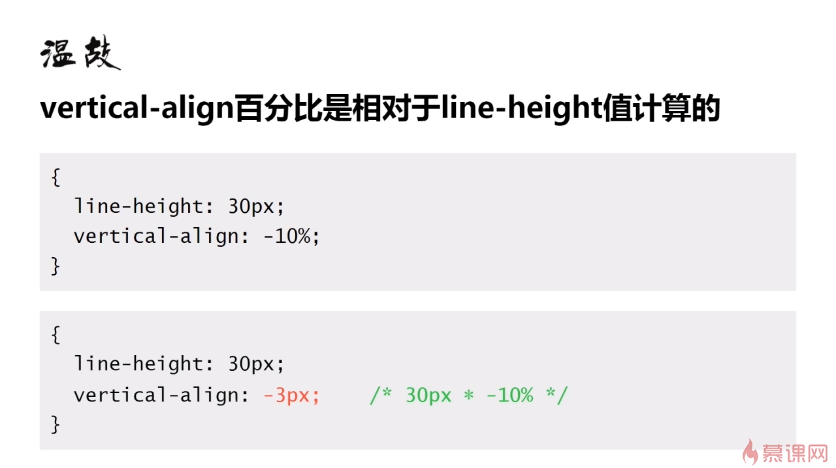 温故
vertical-align百分比是相对于line-height值计算的
{
  line-height: 30px;
  vertical-align: -10%;
}
{
  line-height: 30px;
  vertical-align: -3px;    /* 30px * -10% */
}
慕课网